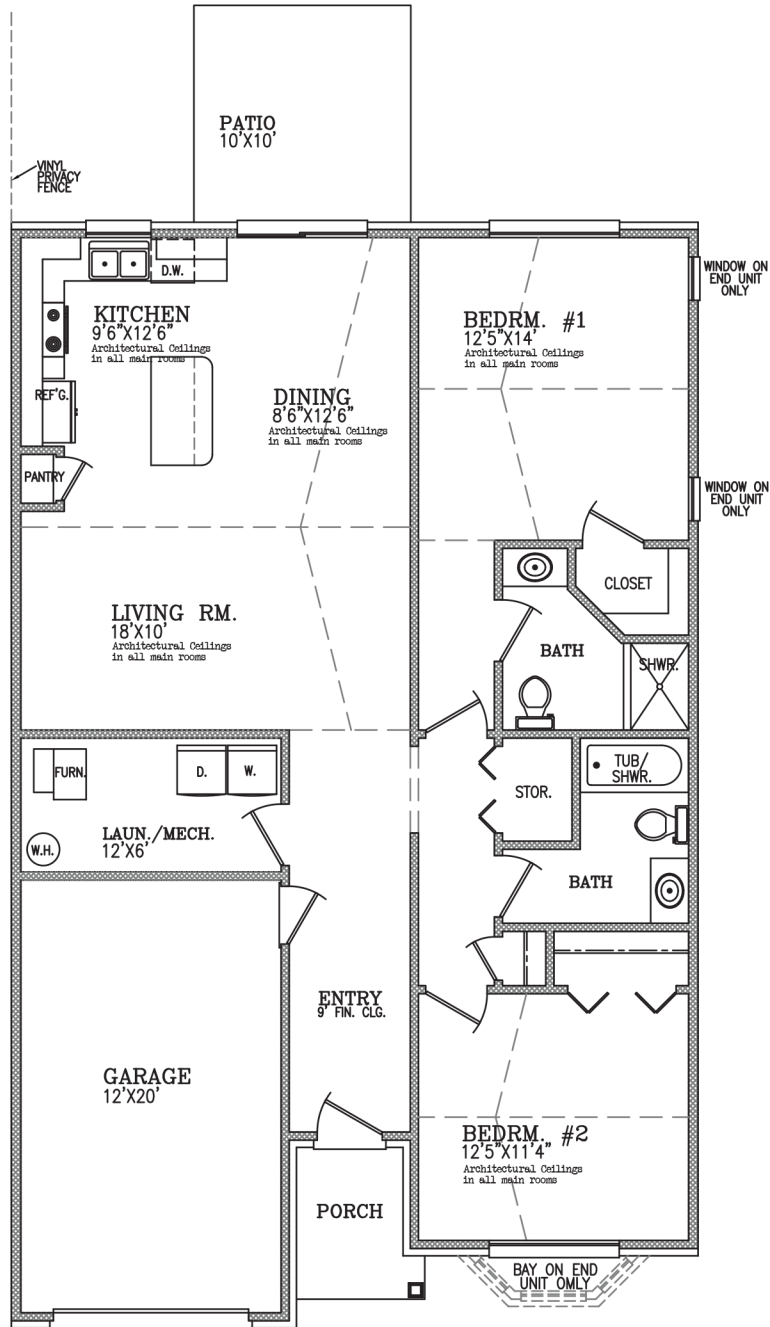 PATIO
10'X10'
VINYL
PRIVACY
FENCE
D.W.
KITCHEN
9'6"X12'6"
Architectural Ceilings
in all main rooms
REF'G.
DINING
8'6"X12'6"
Architectural Ceilings
in all main rooms
BEDRM. #1
12'5"X14'
Architectural Ceilings
in all main rooms
WINDOW ON
END UNIT
ONLY
PANTRY
WINDOW ON
END UNIT
ONLY
LIVING RM.
18'X10'
Architectural Ceilings
in all main rooms
CLOSET
BATH
SHWR.
FURN.
D.
W.
STOR.
TUB/
SHWR.
LAUN./MECH.
12'X6'
W.H.
BATH
ENTRY
9' FIN. CLG.
GARAGE
12'X20'
BEDRM. #2
12'5"X11'4"
Architectural Ceilings
in all main rooms
PORCH
BAY ON END
UNIT OMLY